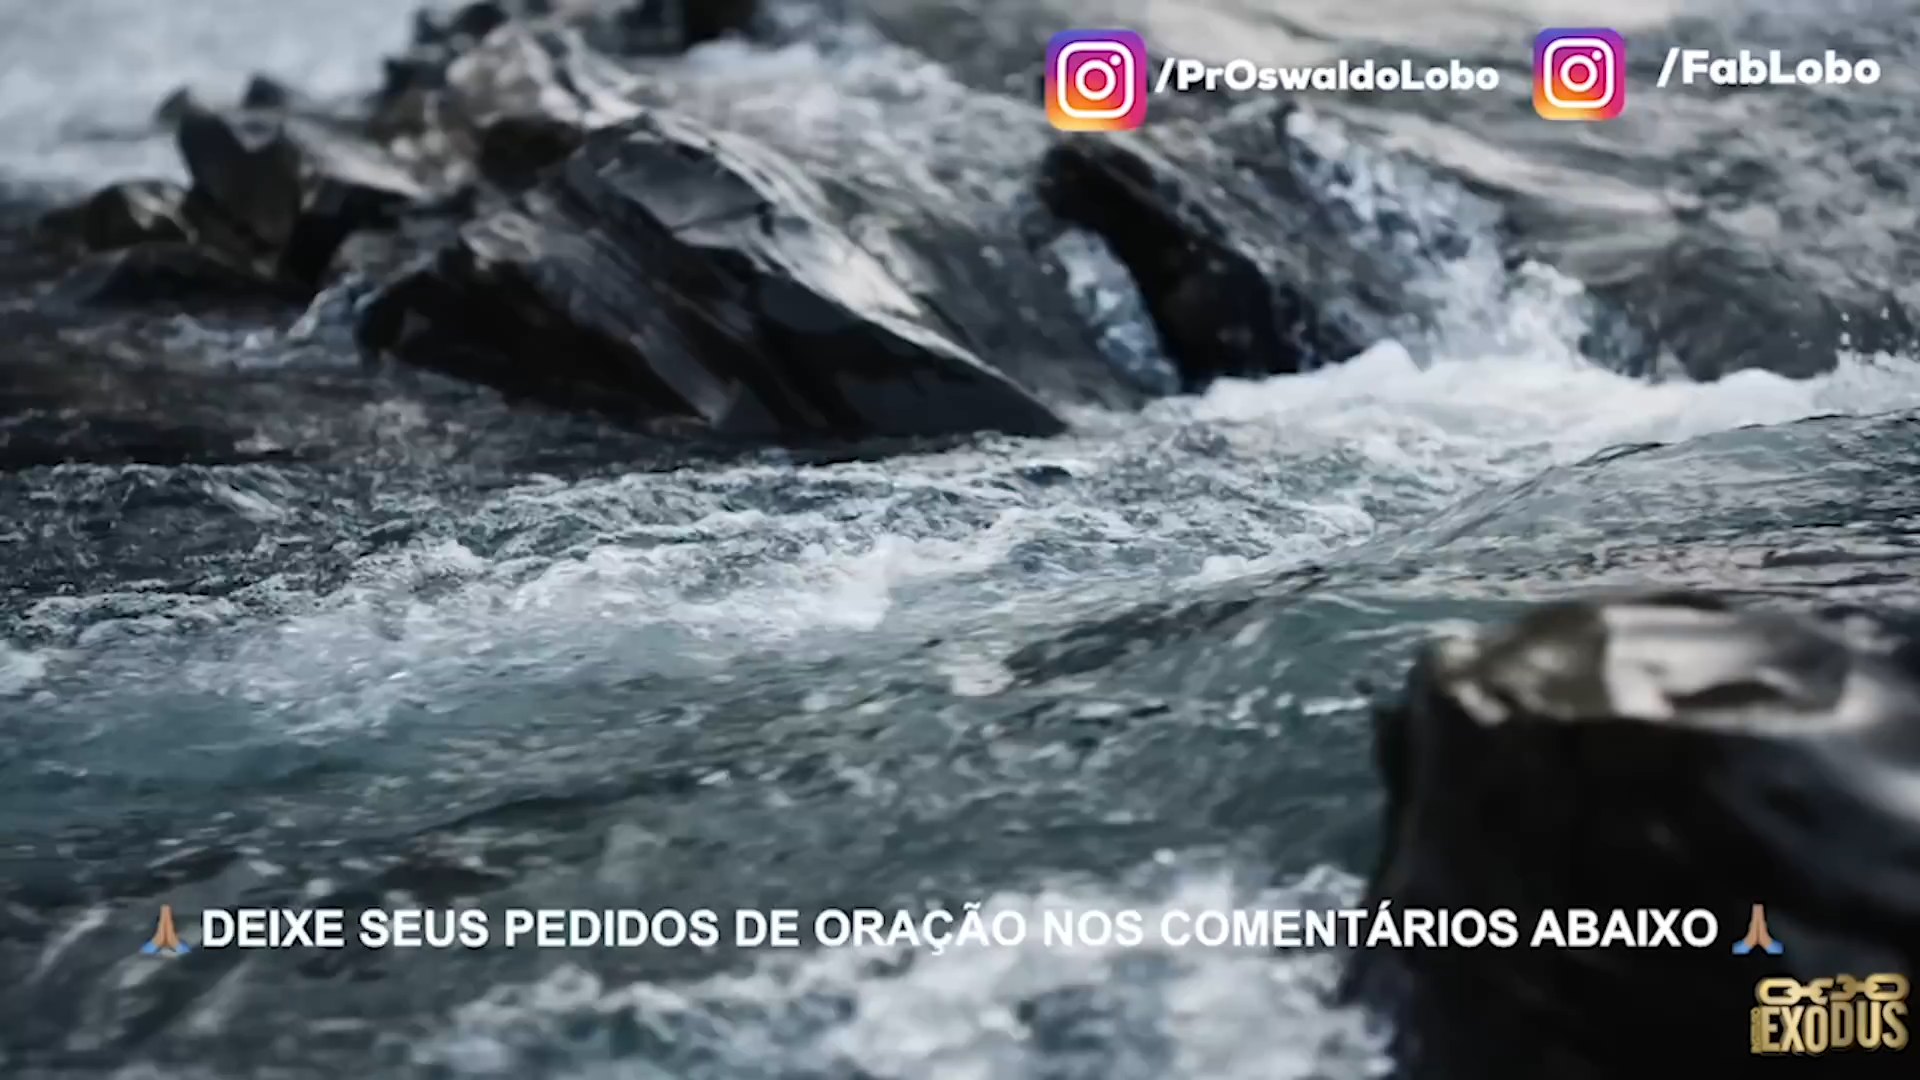 /PrOswaldoLobo
/FabLobo
🙏🏽 DEIXE SEUS PEDIDOS DE ORAÇÃO NOS COMENTÁRIOS ABAIXO 🙏🏽
EXODUS